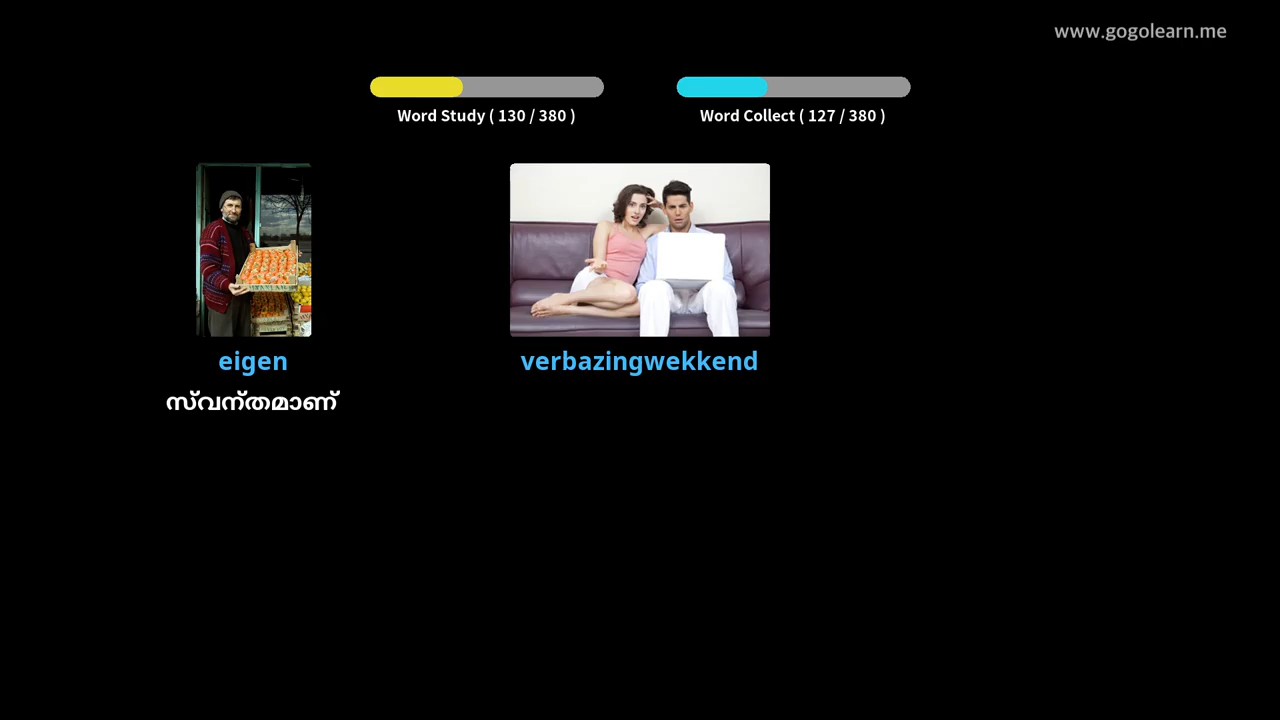 www.gogolearn.me
Word Study ( 130 / 380 )
Word Collect ( 127 / 380 )
eigen
verbazingwekkend
സ്വന്തമാണ്